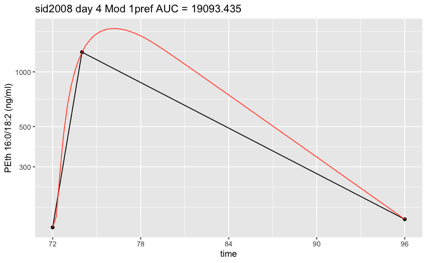 sid2008 day 4 Mod 1pref AUC = 19093.435
PEth 16:0/18:2 (ng/ml)
1000
500
300
72
78
84
90
96
time